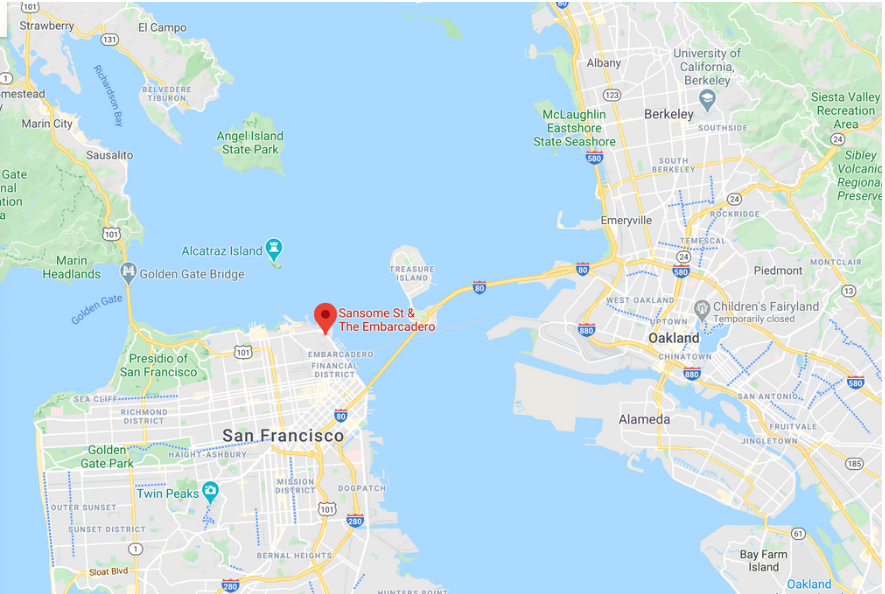 101
Strawberry
El Campo
131
1
omestead
Richardson Bay
BELVEDERE
TIBURON
Marin City
Sausalito
Angel Island
State Park
Gate
nal
ation
a
101
Marin
Headlands
Alcatraz Island
Golden Gate Bridge
Golden Gate
TREASURE
ISLAND
80
Sansome St &
The Embarcadero
101
EMBARCADERO
FINANCIAL
DISTRICT
Presidio of
San Francisco
SEA CLIFF
RICHMOND
DISTRICT
80
San Francisco
Golden
Gate Park
HAIGHT-ASHBURY
Twin Peaks
MISSION
DISTRICT
DOGPATCH
OUTER SUNSET
SUNSET DISTRICT
101
280
1
BERNAL HEIGHTS
Sloat Blvd
280
HUNTERS POINT
80
Albany
University of
California,
Berkeley
123
Berkeley
SOUTHSIDE
McLaughlin
Eastshore
State Seashore
580
Siesta Valley
Recreation
Area
24
Sibley
Volcanic
Regional
Preserve
SOUTH
BERKELEY
24
ROCKRIDGE
Emeryville
TEMESCAL
24
80
580
Piedmont
MONTCLAIR
13
WEST OAKLAND
Children's Fairyland
Temporarily closed
UPTOWN
880
Oakland
CHINATOWN
880
580
SAN ANTONIO
Alameda
FRUITVALE
JINGLETOWN
185
61
Bay Farm
Island
Oakland